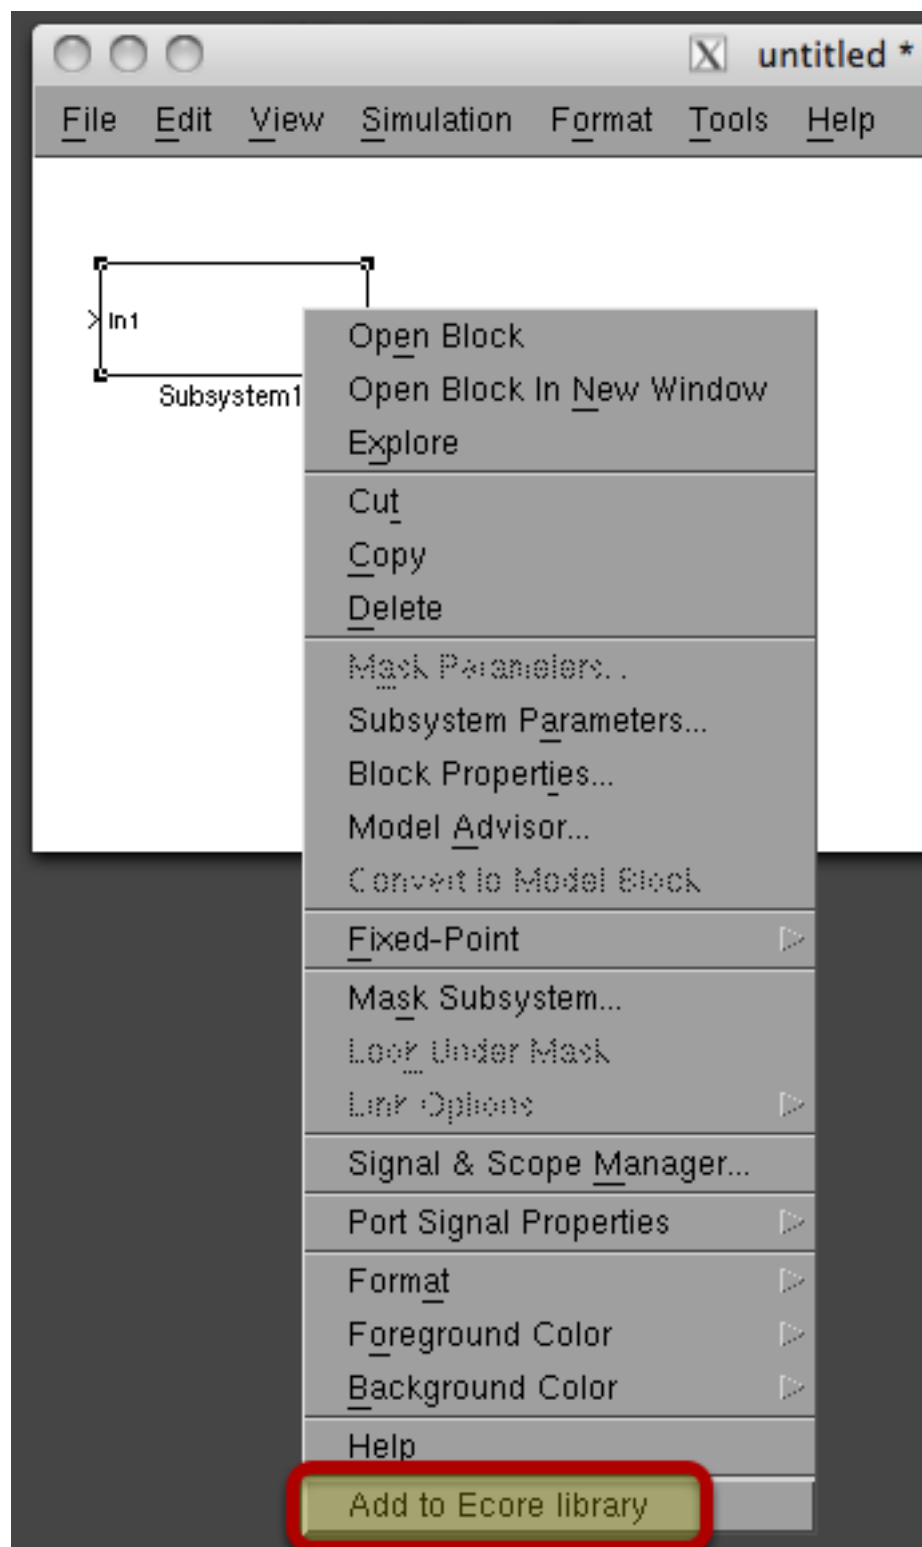 X untitled *
File Edit View Simulation Format Tools Help
In1
Subsystem1
Open Block
Open Block In New Window
Explore
Cut
Copy
Delete
Mask Parameters..
Subsystem Parameters...
Block Properties...
Model Advisor...
Convert to Model Block
Fixed-Point
Mask Subsystem...
Look Under Mask
Link Options
Signal & Scope Manager...
Port Signal Properties
Format
Foreground Color
Background Color
Help
Add to Ecore library